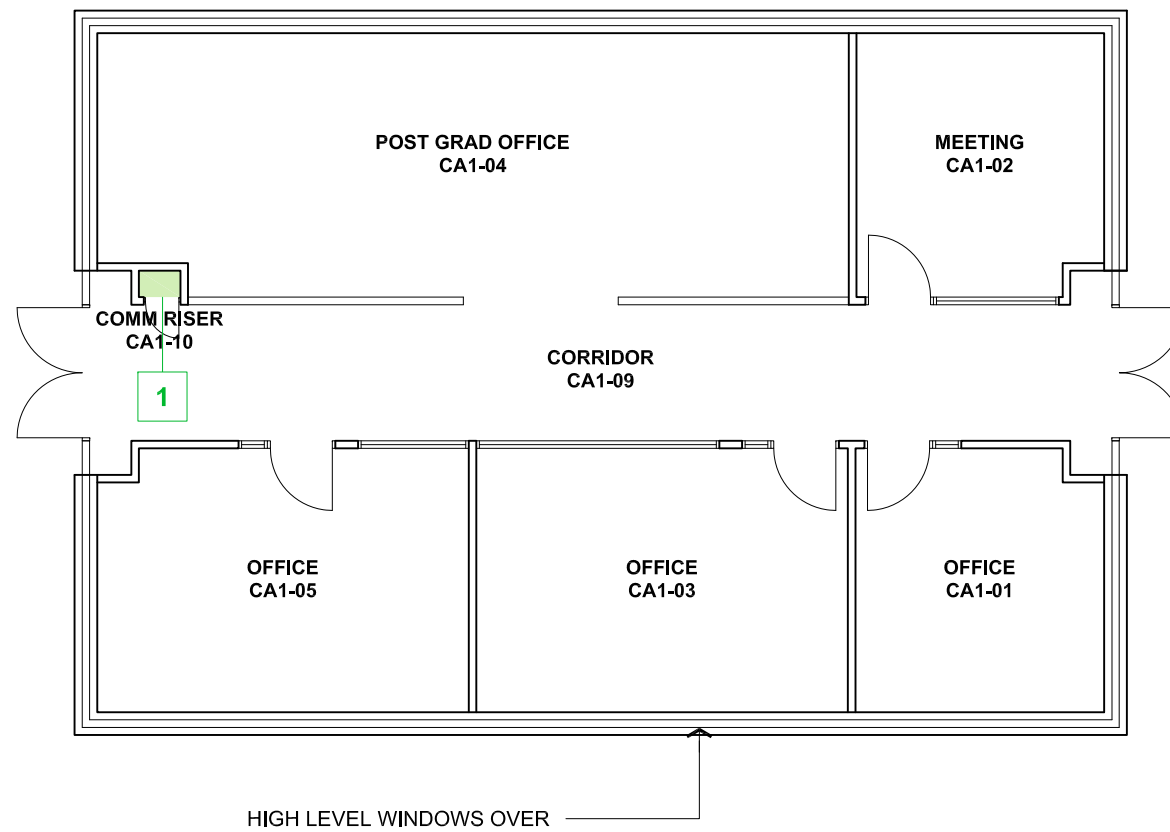 POST GRAD OFFICE
CA1-04
MEETING
CA1-02
COMM RISER
CA1-10
CORRIDOR
CA1-09
1
OFFICE
CA1-05
OFFICE
CA1-03
OFFICE
CA1-01
HIGH LEVEL WINDOWS OVER